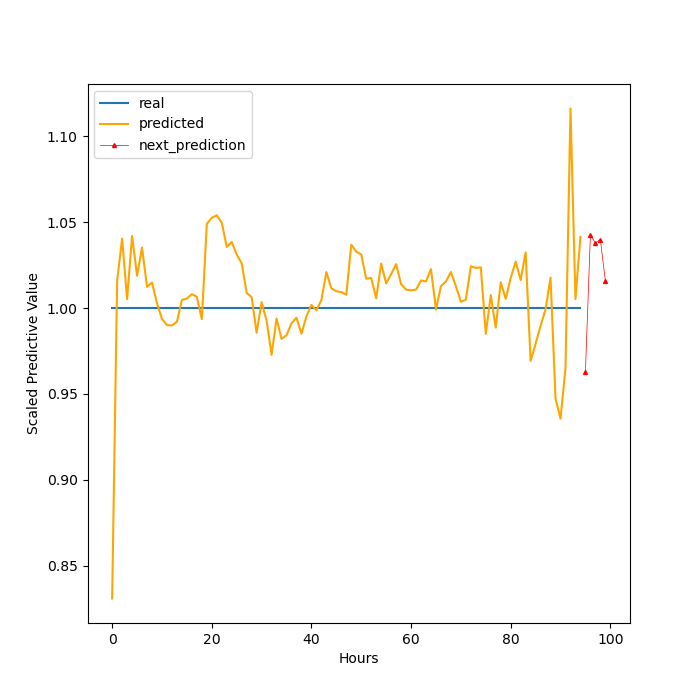 real
predicted
next_prediction
1.10
1.05
1.00
0.95
0.90
0.85
Scaled Predictive Value
0 20 40 60 80 100
Hours